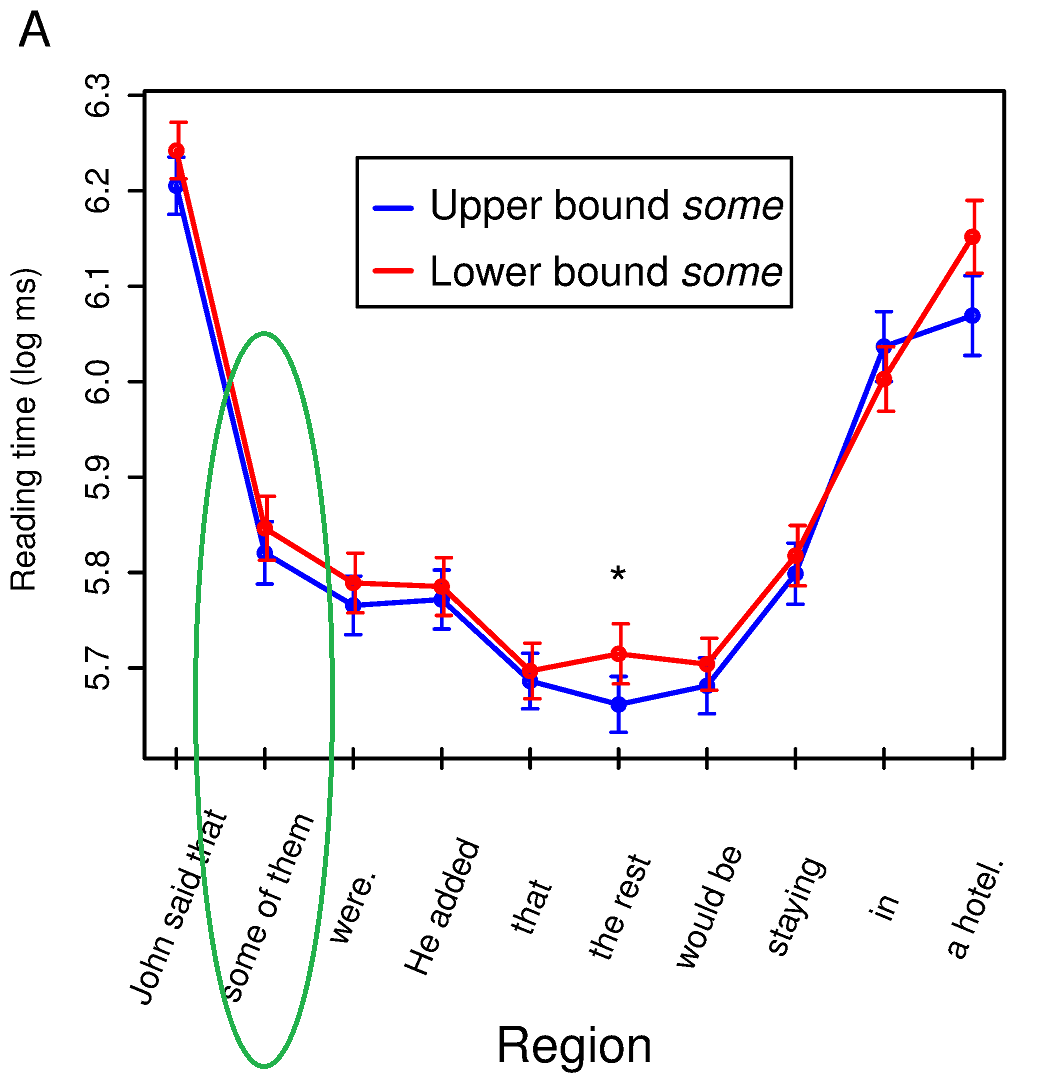 A
Reading time (log ms)
6.3
6.2
6.1
6.0
5.9
5.8
5.7
Upper bound some
Lower bound some
*
John said that
some of them
were.
He added
that
the rest
would be
staying
in
a hotel.
Region